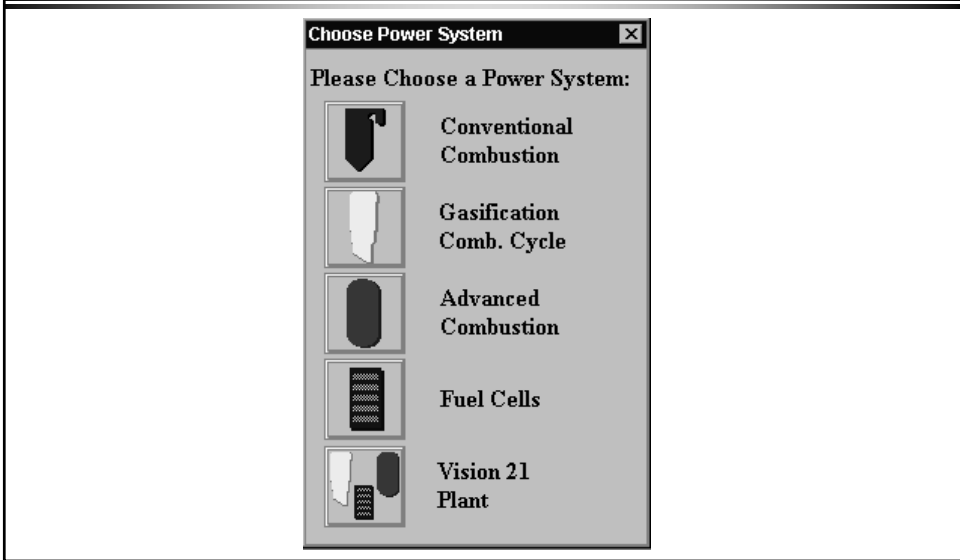 Choose Power System
Please Choose a Power System:
Conventional
Combustion
Gasification
Comb. Cycle
Advanced
Combustion
Fuel Cells
Vision 21
Plant